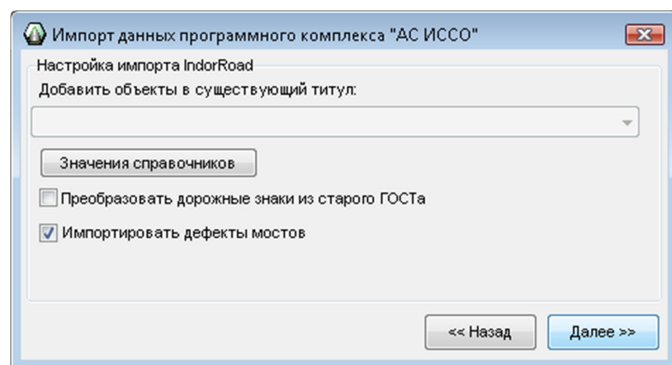 Импорт данных программного комплекса "АС ИССО"
Настройка импорта IndorRoad
Добавить объекты в существующий титул:
Значения справочников
Преобразовать дорожные знаки из старого ГОСТа
Импортировать дефекты мостов
<< Назад
Далее >>